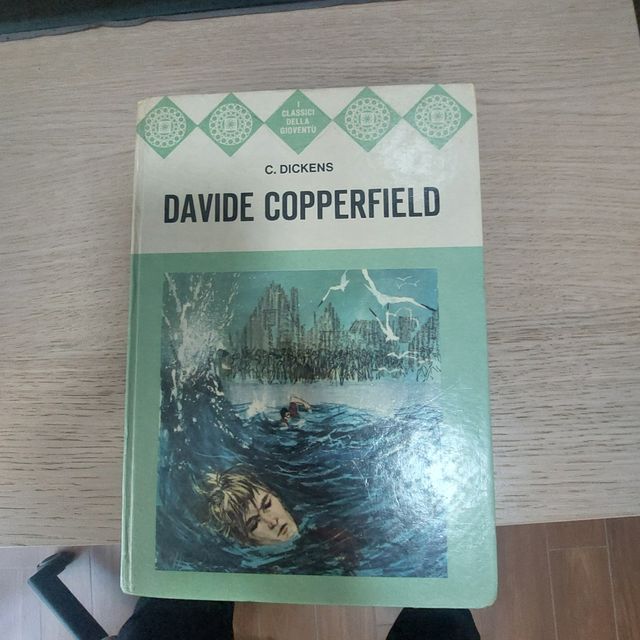 I
CLASSICI
DELLA
GIOVENTÙ
C. DICKENS
DAVIDE COPPERFIELD